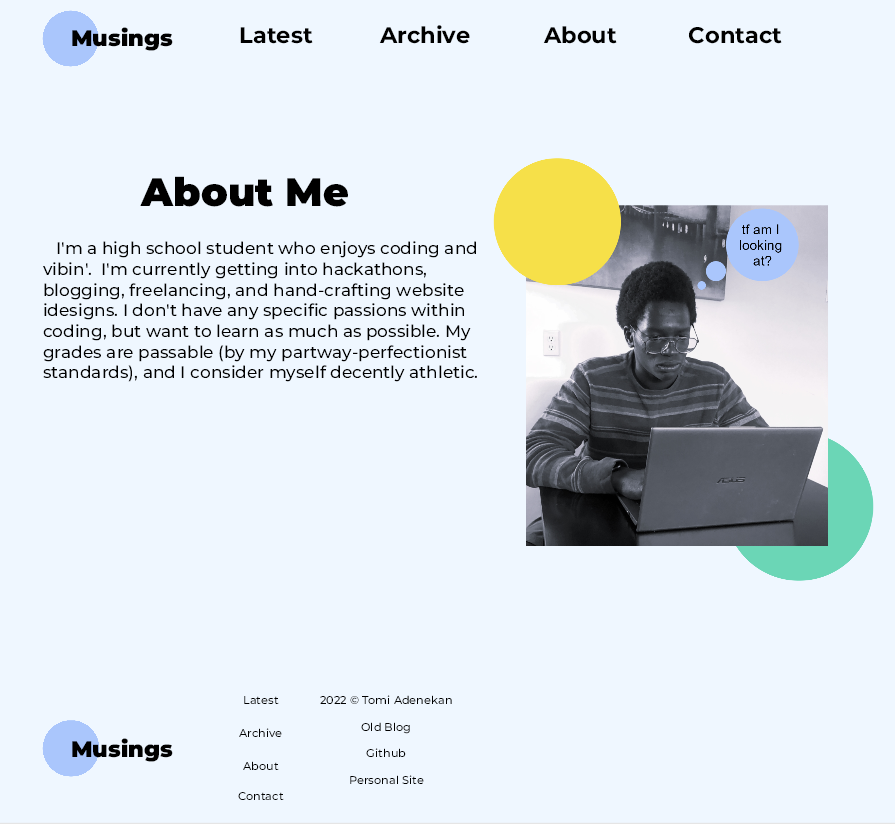 Musings
Latest
Archive
About
Contact
About Me
I'm a high school student who enjoys coding and
vibin'.  I'm currently getting into hackathons,
blogging, freelancing, and hand-crafting website
idesigns. I don't have any specific passions within
coding, but want to learn as much as possible. My
grades are passable (by my partway-perfectionist
standards), and I consider myself decently athletic.
tf am I
looking
at?
ASUS
Musings
Latest
Archive
About
Contact
2022 © Tomi Adenekan
Old Blog
Github
Personal Site